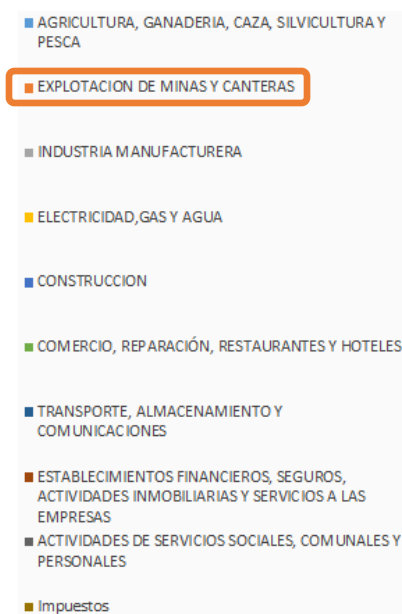 AGRICULTURA, GANADERIA, CAZA, SILVICULTURA Y
PESCA
EXPLOTACION DE MINAS Y CANTERAS
INDUSTRIA MANUFACTURERA
ELECTRICIDAD,GAS Y AGUA
CONSTRUCCION
COMERCIO, REPARACIÓN, RESTAURANTES Y HOTELES
TRANSPORTE, ALMACENAMIENTO Y
COMUNICACIONES
ESTABLECIMIENTOS FINANCIEROS, SEGUROS,
ACTIVIDADES INMOBILIARIAS Y SERVICIOS A LAS
EMPRESAS
ACTIVIDADES DE SERVICIOS SOCIALES, COMUNALES Y
PERSONALES
Impuestos